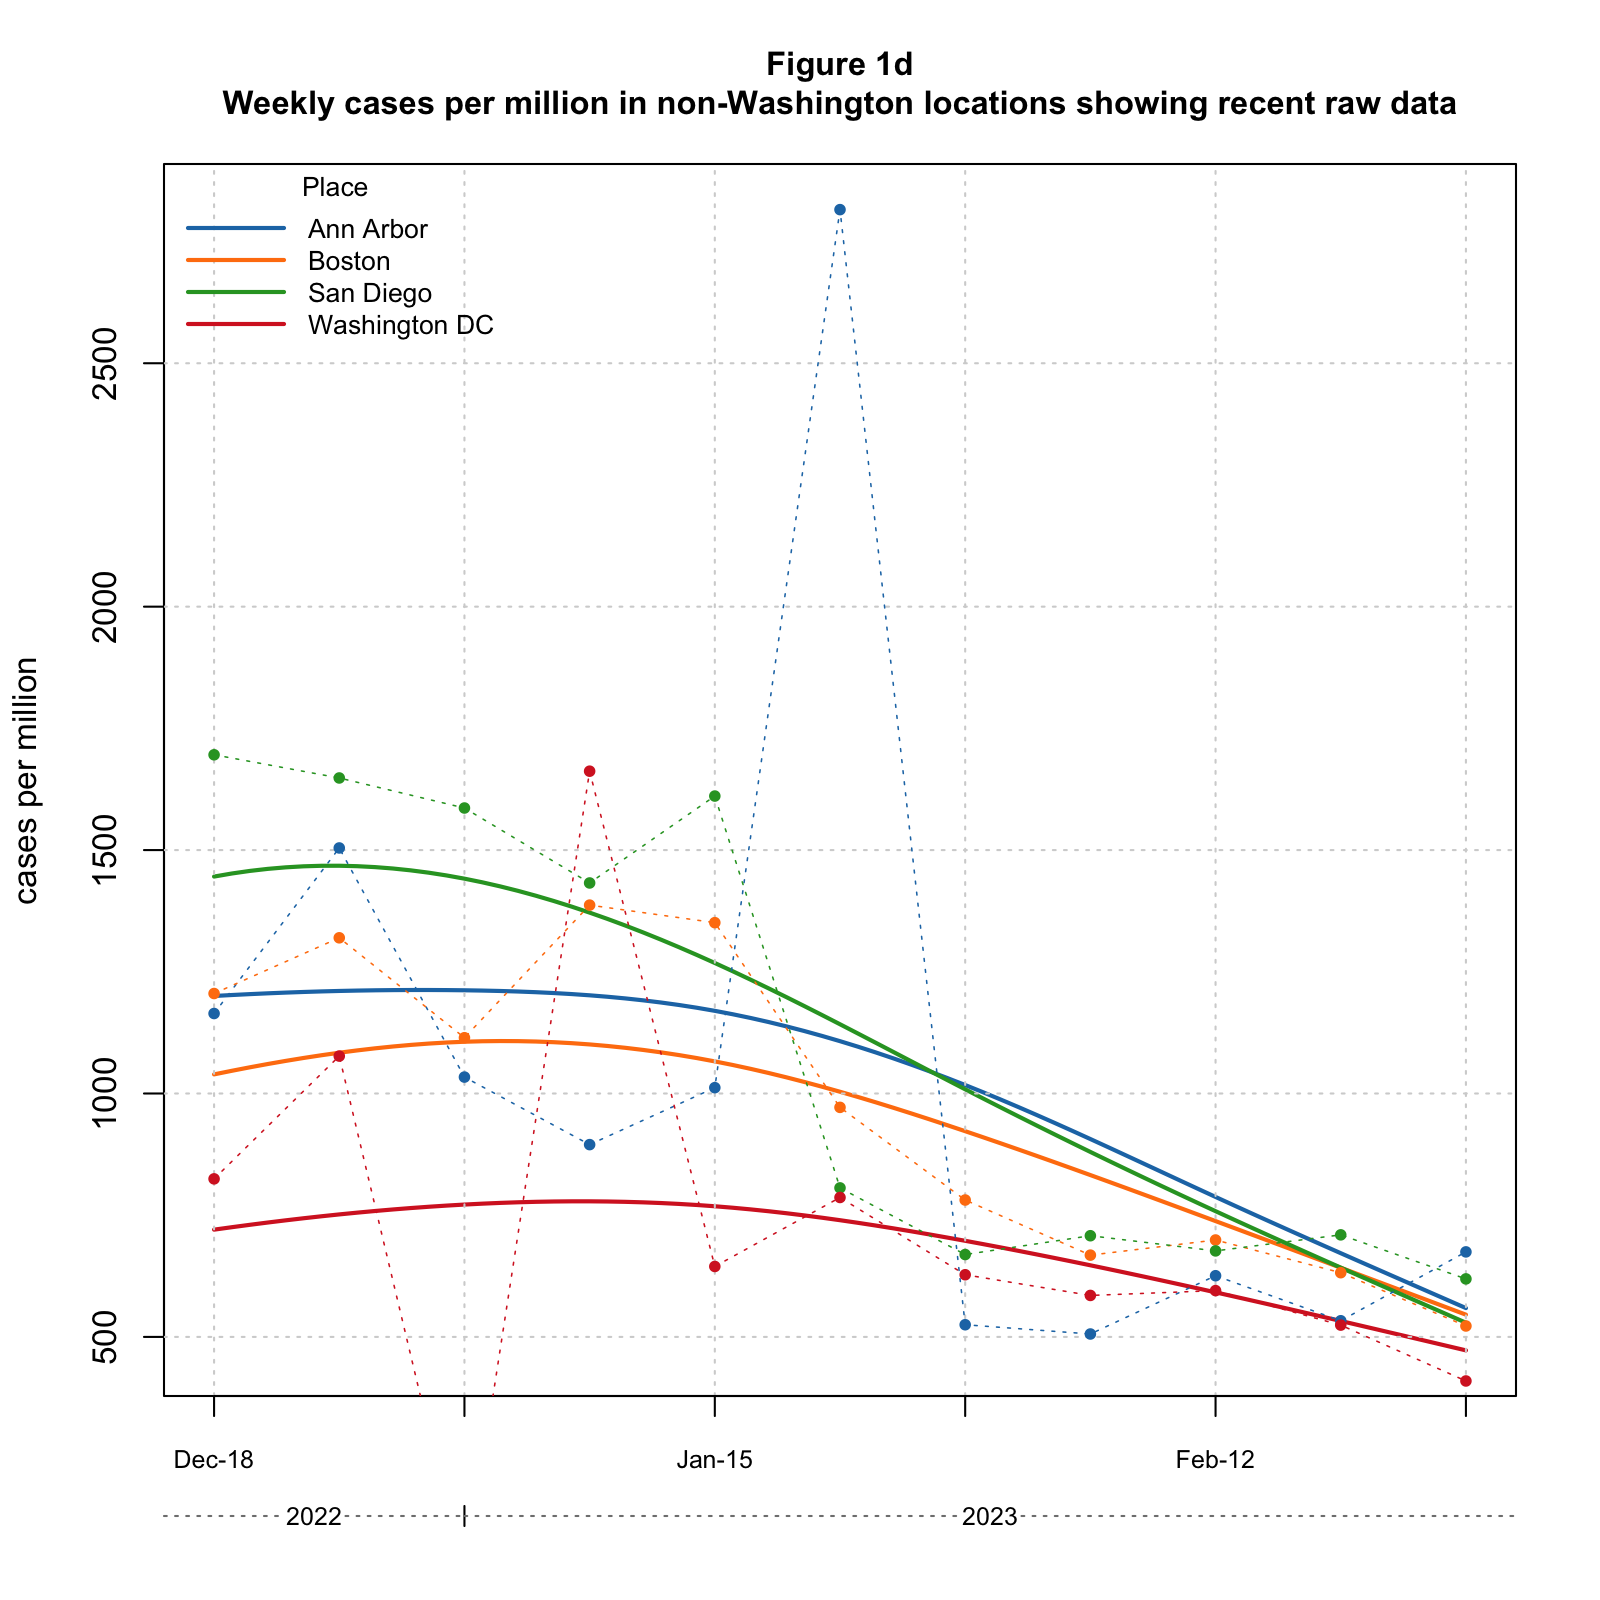 Figure 1d
Weekly cases per million in non-Washington locations showing recent raw data
Place
Ann Arbor
Boston
San Diego
Washington DC
cases per million
2500
2000
1500
1000
500
Dec-18 Jan-15 Feb-12
2022 2023